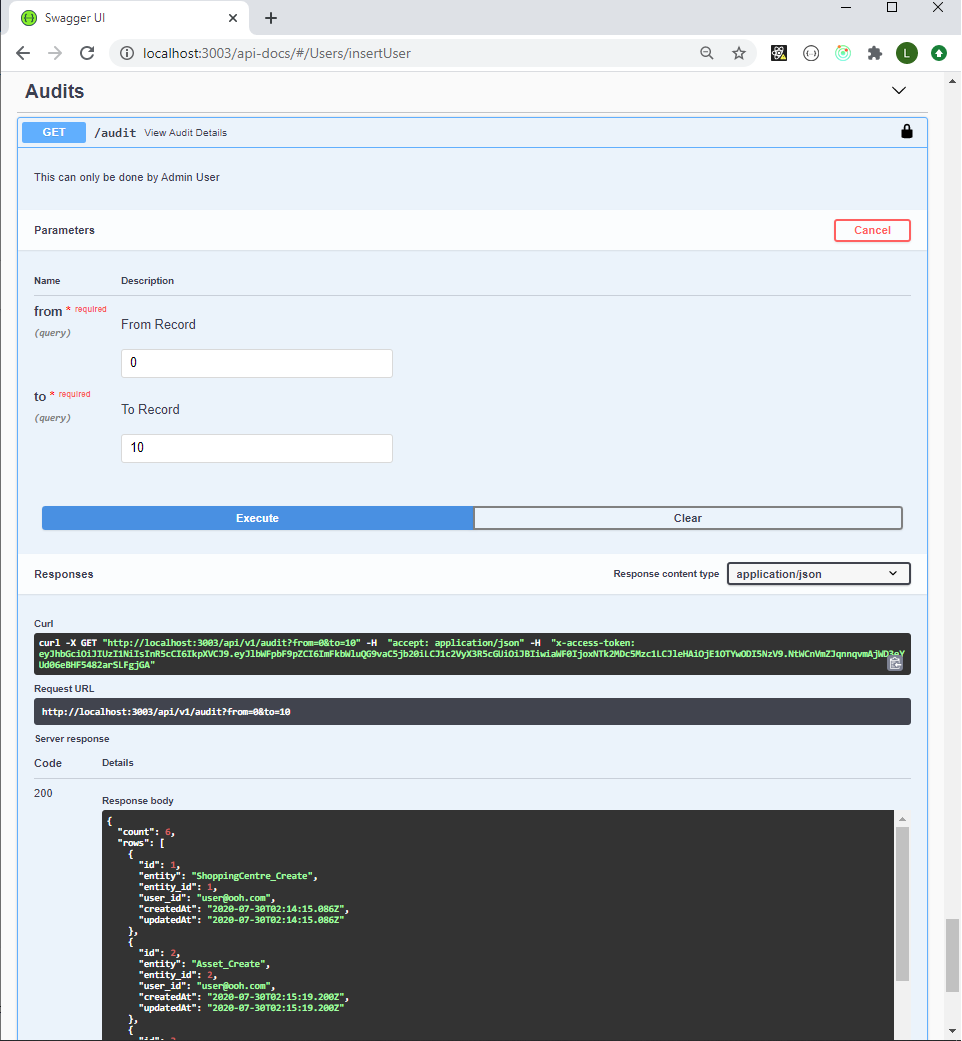 Swagger UI
localhost:3003/api-docs/#/Users/insertUser
L
Audits
GET /audit View Audit Details
This can only be done by Admin User
Parameters
Cancel
Name Description
from * required
(query)
From Record
0
to * required
(query)
To Record
10
Execute
Clear
Responses
Response content type
application/json
Curl
curl -X GET "http://localhost:3003/api/v1/audit?from=0&to=10" -H  "accept: application/json" -H  "x-access-token:
Request URL
http://localhost:3003/api/v1/audit?from=0&to=10
Server response
Code Details
200
Response body
{
"count": 6,
"rows": [
{
"id": 1,
"entity": "ShoppingCentre_Create",
"entity_id": 1,
"user_id": "user@ooh.com",
"createdAt": "2020-07-30T02:14:15.086Z",
"updatedAt": "2020-07-30T02:14:15.086Z"
},
{
"id": 2,
"entity": "Asset_Create",
"entity_id": 2,
"user_id": "user@ooh.com",
"createdAt": "2020-07-30T02:15:19.200Z",
"updatedAt": "2020-07-30T02:15:19.200Z"
},
{